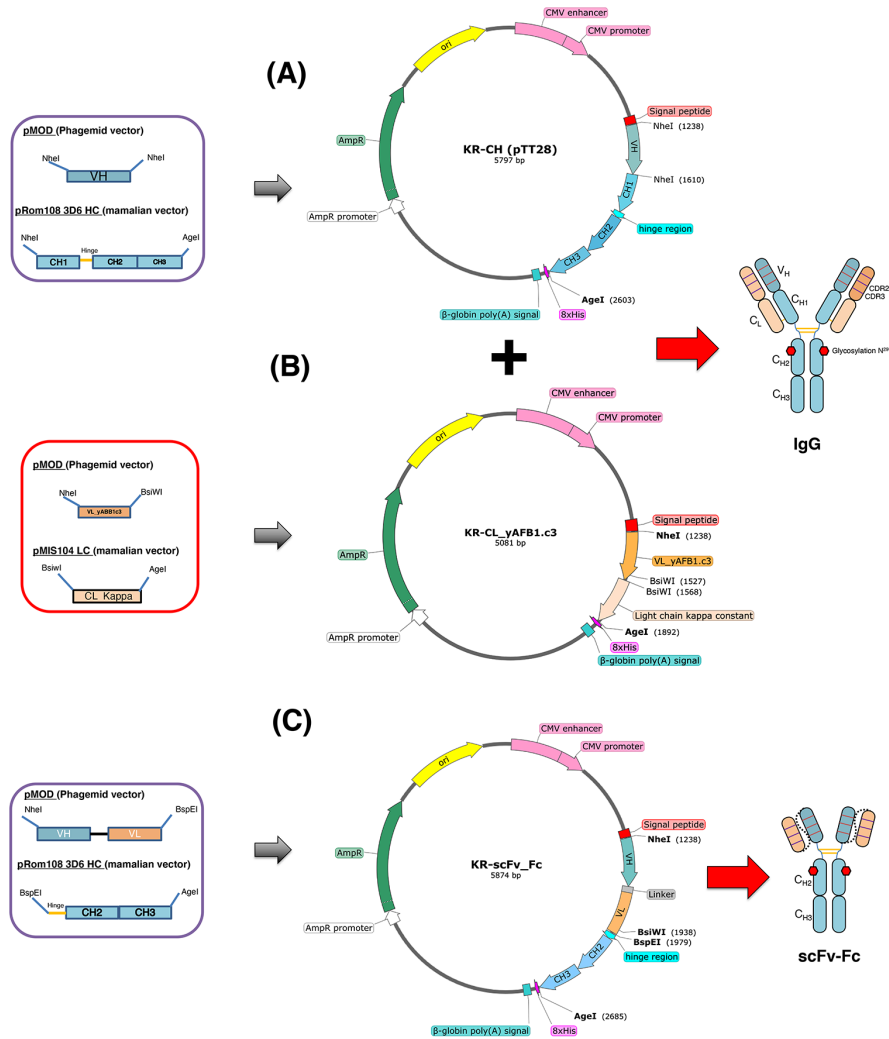 (A)
pMOD (Phagemid vector)
NheI
NheI
VH
pRom108 3D6 HC (mamalian vector)
NheI
Hinge
AgeI
CH1
CH2
CH3
CMV enhancer
CMV promoter
ori
AmpR
AmpR promoter
KR-CH (pTT28)
5797 bp
Signal peptide
NheI (1238)
VH
NheI (1610)
CH1
hinge region
CH2
CH3
AgeI (2603)
8xHis
β-globin poly(A) signal
+
VH
CH1
CL
CDR2
CDR3
CH2
Glycosylation N29
CH3
IgG
(B)
pMOD (Phagemid vector)
NheI
BsiWI
VL_yABB1c3
pMIS104 LC (mamalian vector)
BsiwI
AgeI
CL Kappa
CMV enhancer
CMV promoter
ori
AmpR
AmpR promoter
KR-CL_yAFB1.c3
5081 bp
Signal peptide
NheI (1238)
VL_yAFB1.c3
BsiWI (1527)
BsiWI (1568)
Light chain kappa constant
AgeI (1892)
8xHis
β-globin poly(A) signal
(C)
pMOD (Phagemid vector)
NheI
BspEI
VH
VL
pRom108 3D6 HC (mamalian vector)
BspEI
Hinge
AgeI
CH2
CH3
CMV enhancer
CMV promoter
ori
AmpR
AmpR promoter
KR-scFv_Fc
5874 bp
Signal peptide
NheI (1238)
VH
Linker
VL
BsiWI (1938)
BspEI (1979)
hinge region
CH2
CH3
AgeI (2685)
8xHis
β-globin poly(A) signal
CH2
CH3
scFv-Fc